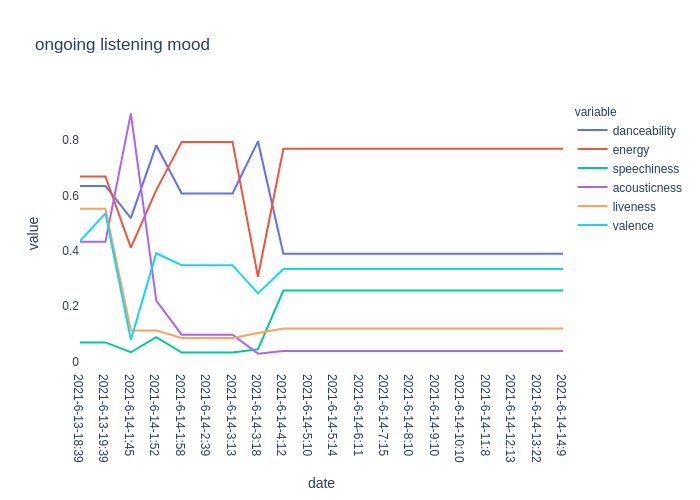 ongoing listening mood
variable
danceability
energy
speechiness
acousticness
liveness
valence
value
0.8
0.6
0.4
0.2
0
2021-6-13-18:39
2021-6-13-19:39
2021-6-14-1:45
2021-6-14-1:52
2021-6-14-1:58
2021-6-14-2:39
2021-6-14-3:13
2021-6-14-3:18
2021-6-14-4:12
2021-6-14-5:10
2021-6-14-5:14
2021-6-14-6:11
2021-6-14-7:15
2021-6-14-8:10
2021-6-14-9:10
2021-6-14-10:10
2021-6-14-11:8
2021-6-14-12:13
2021-6-14-13:22
2021-6-14-14:9
date